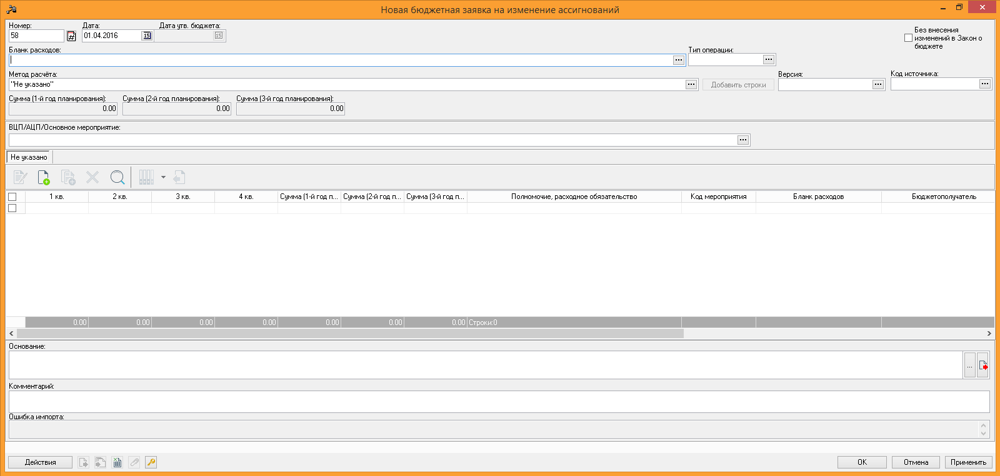 Новая бюджетная заявка на изменение ассигнований
Номер: Дата: Дата утв. бюджета:
58 01.04.2016 15 15
Без внесения
изменений в Закон о
бюджете
Бланк расходов: Тип операции:
... ...
Метод расчёта: Версия: Код источника:
"Не указано" ... Добавить строки ... ...
Сумма (1-й год планирования): Сумма (2-й год планирования): Сумма (3-й год планирования):
0.00 0.00 0.00
ВЦП/АЦП/Основное мероприятие:
...
Не указано
1 кв. 2 кв. 3 кв. 4 кв. Сумма (1-й год п... Сумма (2-й год п... Сумма (3-й год п... Полномочие, расходное обязательство Код мероприятия Бланк расходов Бюджетополучатель
0.00 0.00 0.00 0.00 0.00 0.00 0.00 Строки:0
Основание:
...
Комментарий:
Ошибка импорта:
Действия OK Отмена Применить